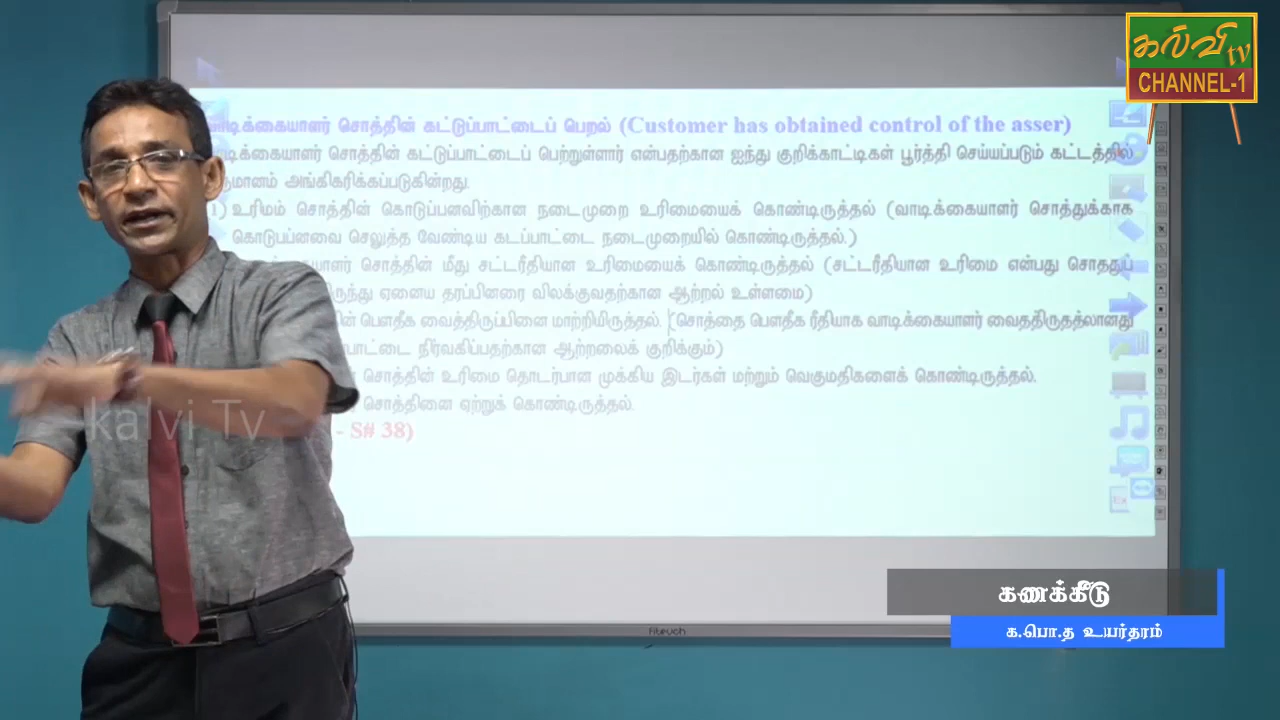 கல்வி tv
CHANNEL-1
வாடிக்கையாளர் சொத்தின் கட்டுப்பாட்டைப் பெறல் (Customer has obtained control of the asser)
வாடிக்கையாளர் சொத்தின் கட்டுப்பாட்டைப் பெற்றுள்ளார் என்பதற்கான ஐந்து குறிக்காட்டிகள் பூர்த்தி செய்யப்படும் கட்டத்தில்
ருமானம் அங்கிகரிக்கப்படுகின்றது.
1) உரிமம் சொத்தின் கொடுப்பனவிற்கான நடைமுறை உரிமையைக் கொண்டிருத்தல் (வாடிக்கையாளர் சொத்துக்காக
கொடுபப்னவை செலுத்த வேண்டிய கடப்பாட்டை நடைமுறையில் கொண்டிருத்தல்.)
கையாளர் சொத்தின் மீது சட்டரீதியான உரிமையைக் கொண்டிருத்தல் (சட்டரீதியான உரிமை என்பது
ருந்து ஏனைய தரப்பினரை விலக்குவதற்கான ஆற்றல் உள்ளமை)
ின் பௌதீக வைத்திருப்பினை மாற்றியிருத்தல். (சொத்தை பௌதீக ரீதியாக வாடிக்கையாளர் வைததிருதத்லானது
பாட்டை நிர்வகிப்பதற்கான ஆற்றலைக் குறிக்கும்)
சொத்தின் உரிமை தொடர்பான முக்கிய இடர்கள் மற்றும் வெகுமதிகளைக் கொண்டிருத்தல்.
சொத்தினை ஏற்றுக் கொண்டிருத்தல்.
- S# 38)
kalvi Tv
கணக்கீடு
க.பொ.த உயர்தரம்